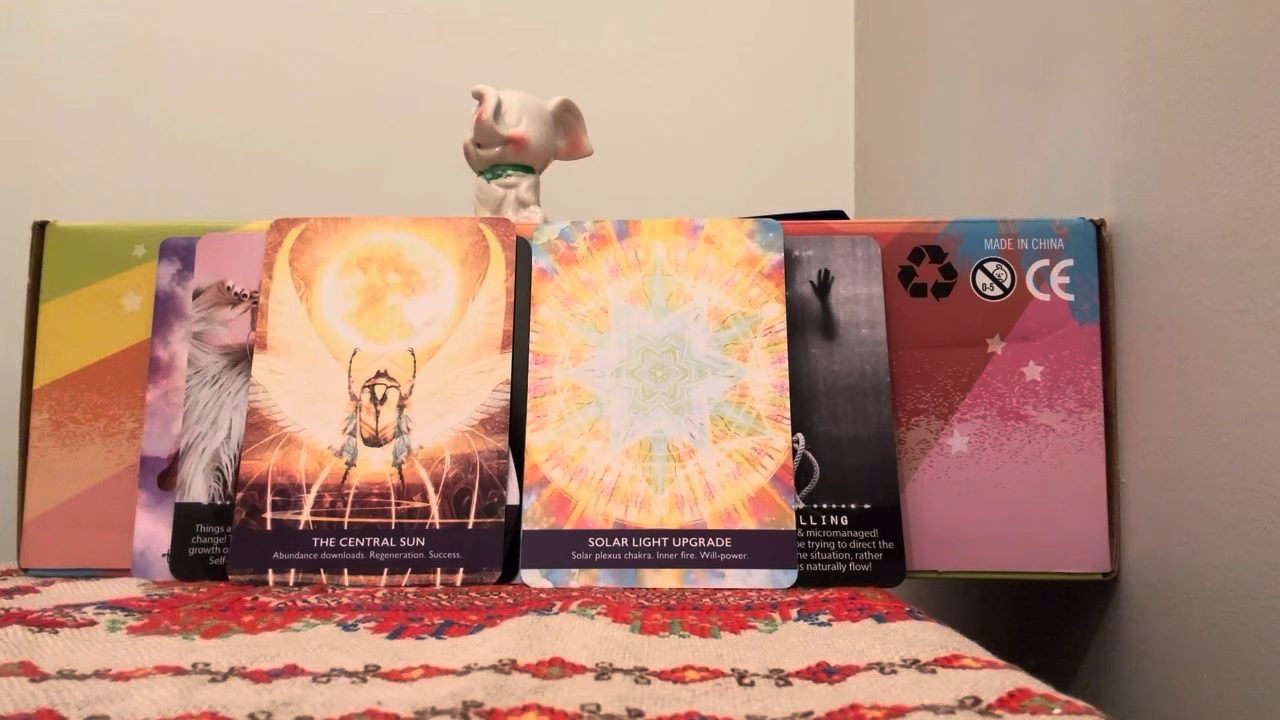 MADE IN CHINA
0-5
CE
Things a
change!
growth o
Self-
THE CENTRAL SUN
Abundance downloads. Regeneration. Success.
SOLAR LIGHT UPGRADE
Solar plexus chakra. Inner fire. Will-power.
LLING
& micromanaged!
be trying to direct the
he situation, rather
s naturally flow!